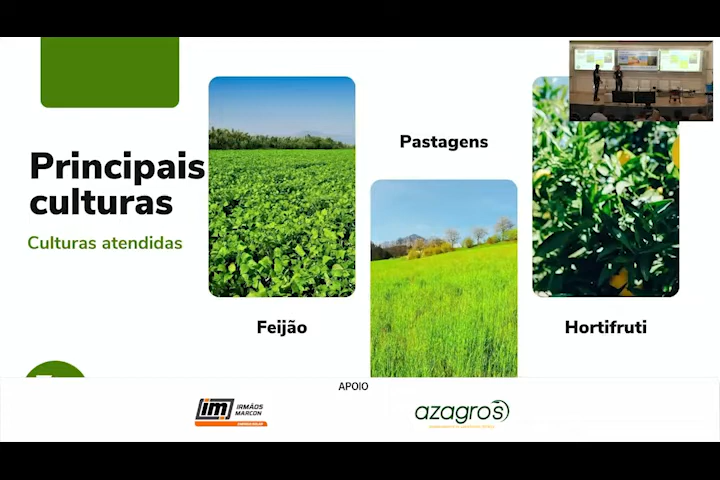 Principais
culturas
Culturas atendidas
Feijão
Pastagens
Hortifruti
APOIO
im
IRMÃOS
MARCON
azagros